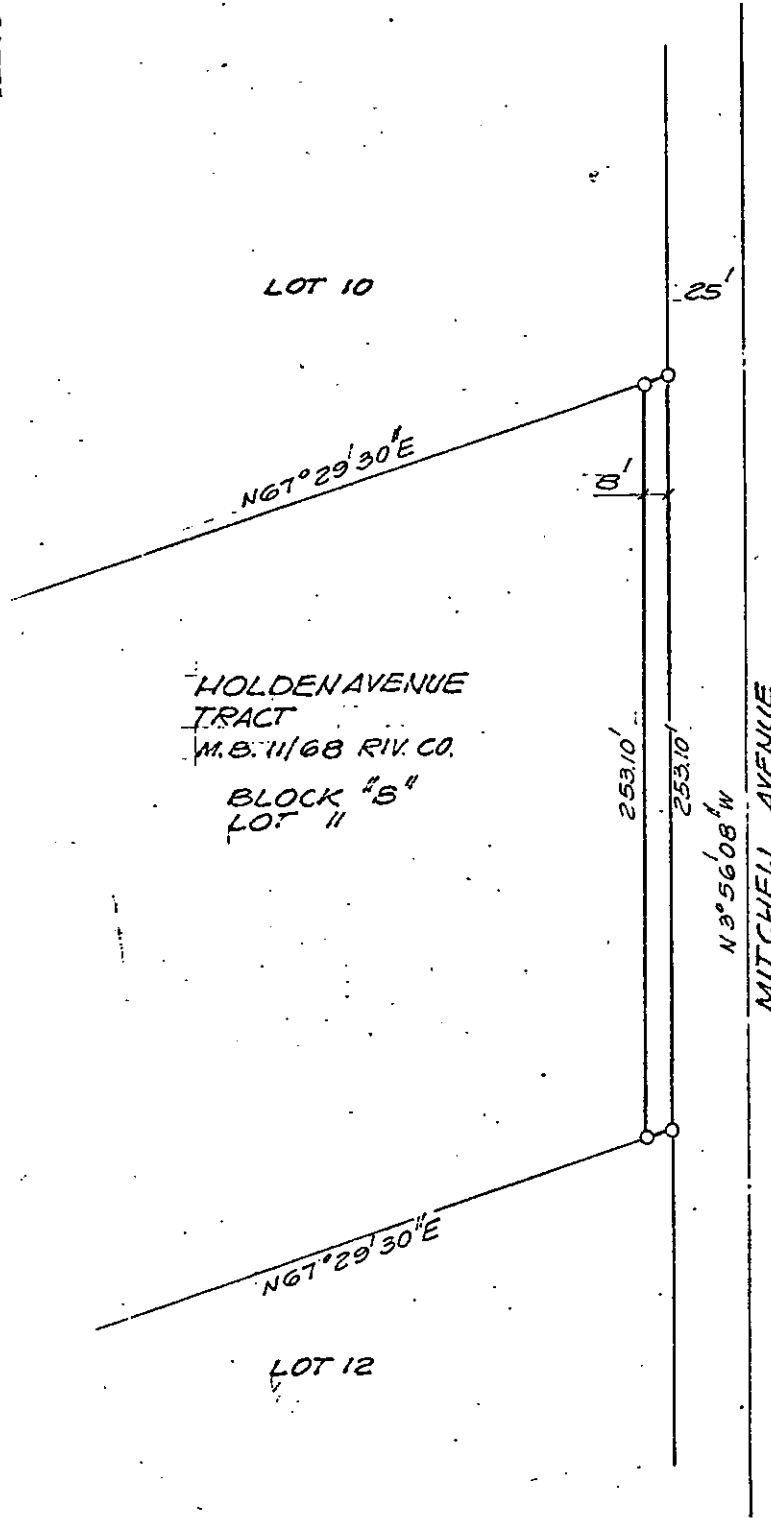 LOT 10
25'
N67°29'30"E
8'
HOLDEN AVENUE
TRACT
M.B. 11/68 RIV. CO.
BLOCK "S"
LOT 11
253.10'
253.10'
N3°56'08"W
MITCHELL AVENUE
N67°29'30"E
LOT 12